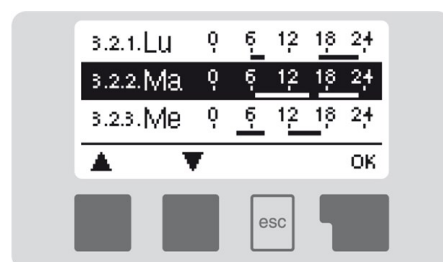 3.2.1.Lu 0 6 12 18 24
3.2.2.Ma 0 6 12 18 24
3.2.3.Me 0 6 12 18 24
▲ ▼ OK
esc